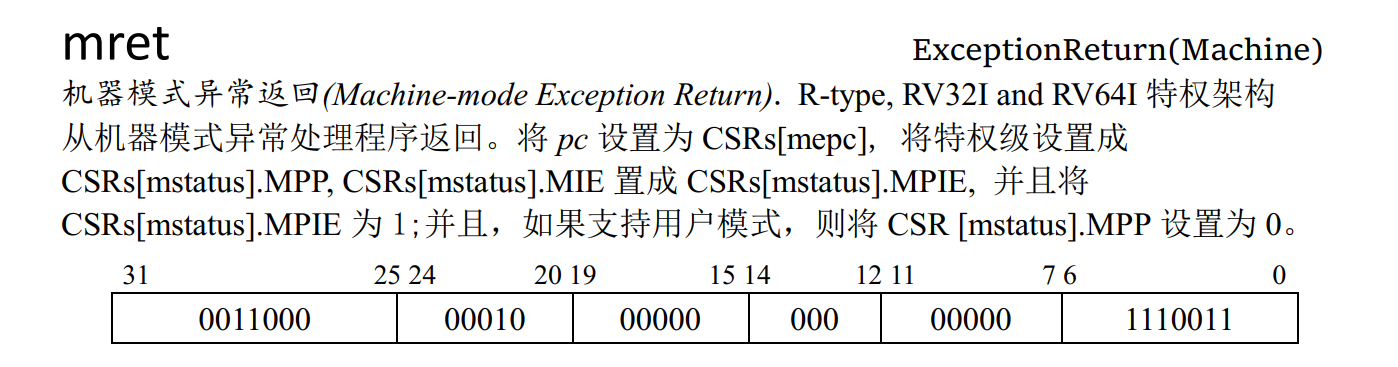 mret ExceptionReturn(Machine)
机器模式异常返回(Machine-mode Exception Return). R-type, RV32I and RV64I 特权架构
从机器模式异常处理程序返回。将 pc 设置为 CSRs[mepc], 将特权级设置成
CSRs[mstatus].MPP, CSRs[mstatus].MIE 置成 CSRs[mstatus].MPIE, 并且将
CSRs[mstatus].MPIE 为 1;并且，如果支持用户模式，则将 CSR [mstatus].MPP 设置为 0。
31 25 24 20 19 15 14 12 11 7 6 0
0011000 00010 00000 000 00000 1110011